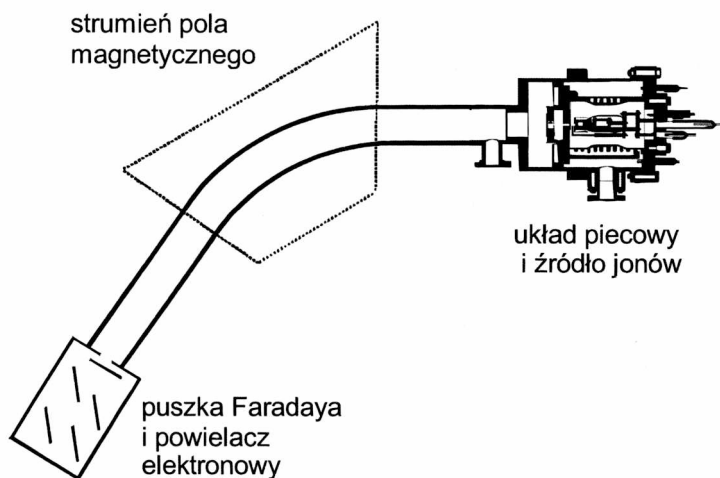 strumień pola
magnetycznego
układ piecowy
i źródło jonów
puszka Faradaya
i powielacz
elektronowy